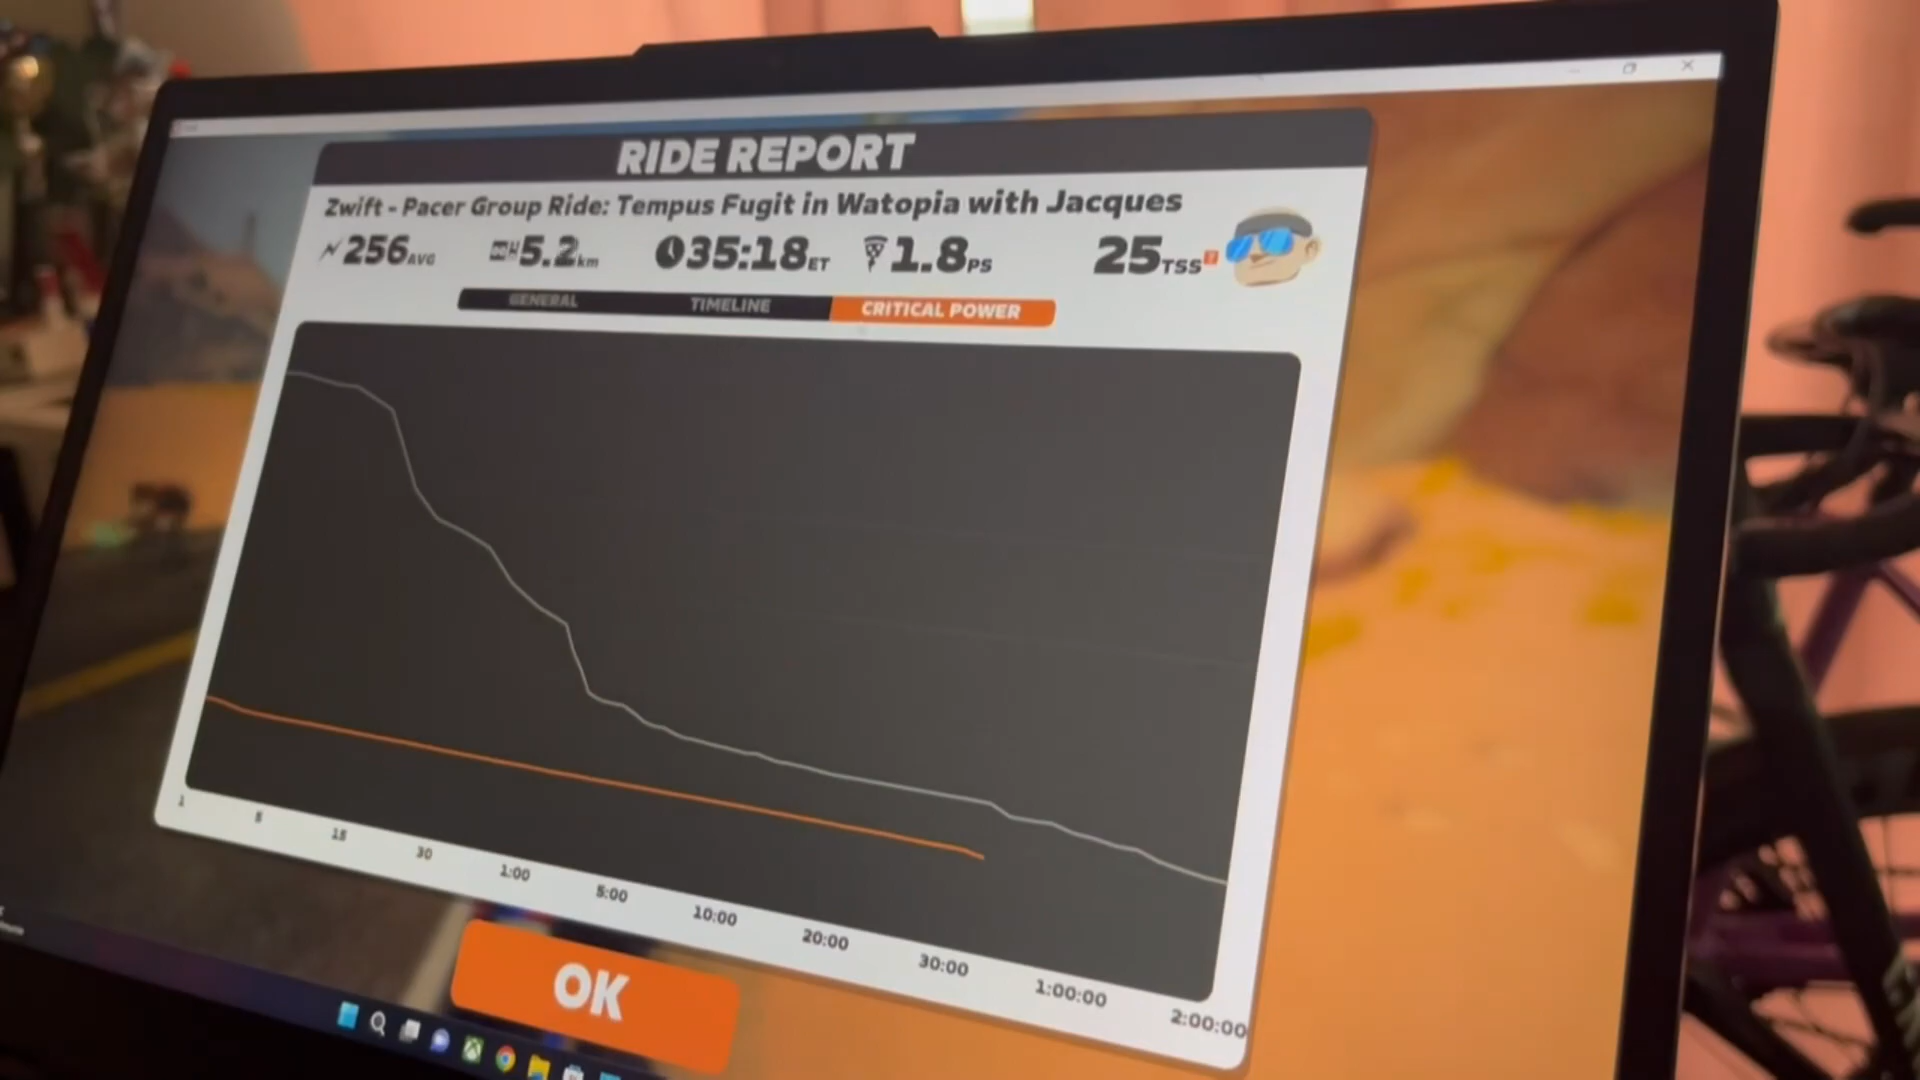 RIDE REPORT
Zwift - Pacer Group Ride: Tempus Fugit in Watopia with Jacques
256AVG 5.2km 35:18ET 1.8PS 25TSS
GENERAL TIMELINE CRITICAL POWER
1 5 15 30 1:00 5:00 10:00 20:00 30:00 1:00:00 2:00:00
OK